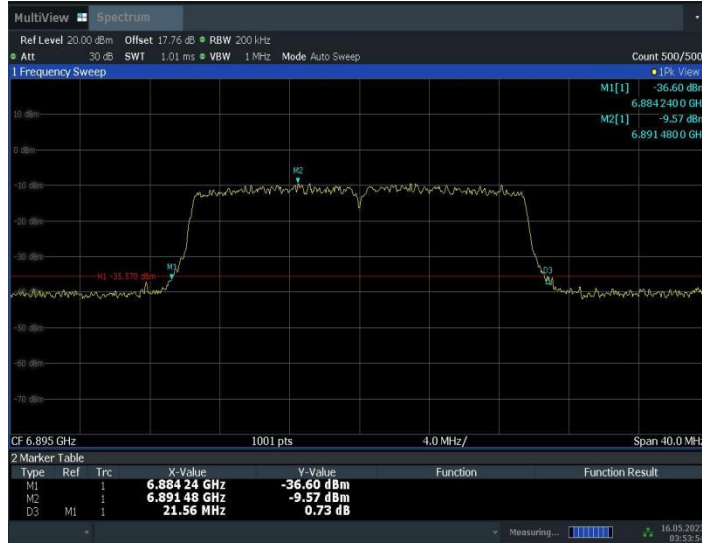 MultiView Spectrum
Ref Level 20.00 dBm Offset 17.76 dB RBW 200 kHz
Att 30 dB SWT 1.01 ms VBW 1 MHz Mode Auto Sweep Count 500/500
1 Frequency Sweep 1Pk View
M1[1] -36.60 dBm
6.884 240 0 GH
M2[1] -9.57 dBm
6.891 480 0 GH
10 dBm
0 dBm
M2
-10 dBm
-20 dBm
-30 dBm
D3
H1 -35.570 dBm
-50 dBm
-60 dBm
-70 dBm
CF 6.895 GHz 1001 pts 4.0 MHz/ Span 40.0 MHz
2 Marker Table
Type Ref Trc X-Value Y-Value Function Function Result
M1 1 6.884 24 GHz -36.60 dBm
M2 1 6.891 48 GHz -9.57 dBm
D3 M1 1 21.56 MHz 0.73 dB
Measuring... 16.05.202
03:53:5